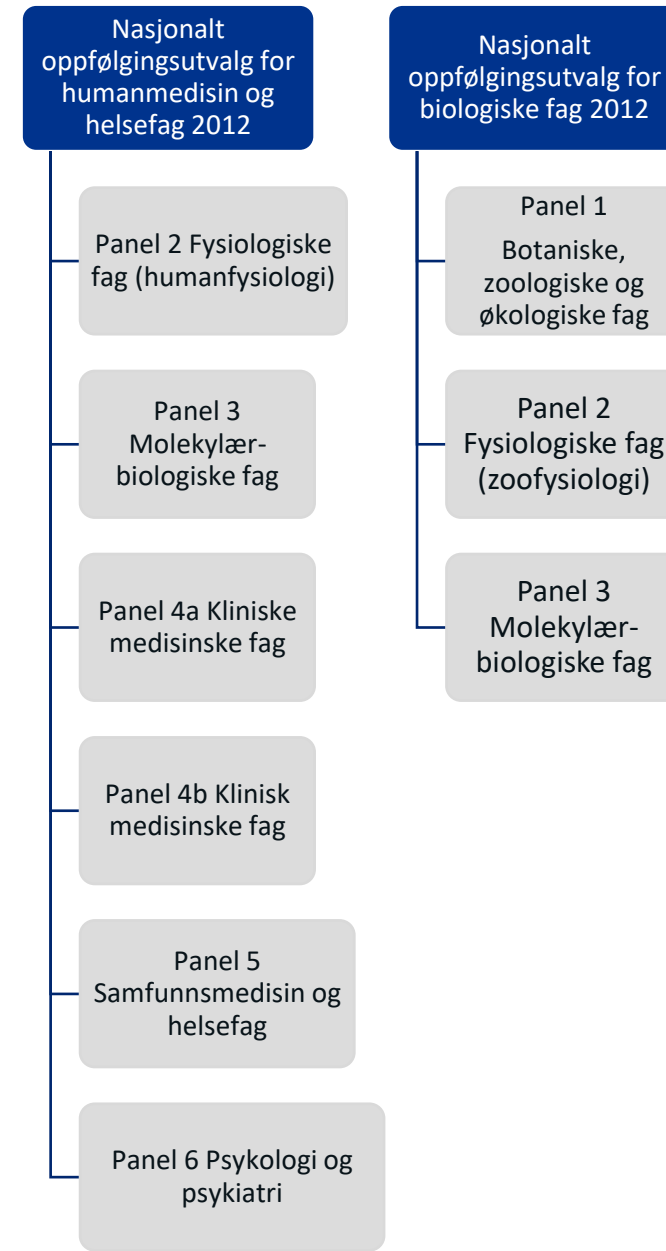 Nasjonalt
oppfølgingsutvalg for
humanmedisin og
helsefag 2012
Panel 2 Fysiologiske
fag (humanfysiologi)
Panel 3
Molekylær-
biologiske fag
Panel 4a Kliniske
medisinske fag
Panel 4b Klinisk
medisinske fag
Panel 5
Samfunnsmedisin og
helsefag
Panel 6 Psykologi og
psykiatri
Nasjonalt
oppfølgingsutvalg for
biologiske fag 2012
Panel 1
Botaniske,
zoologiske og
økologiske fag
Panel 2
Fysiologiske fag
(zoofysiologi)
Panel 3
Molekylær-
biologiske fag